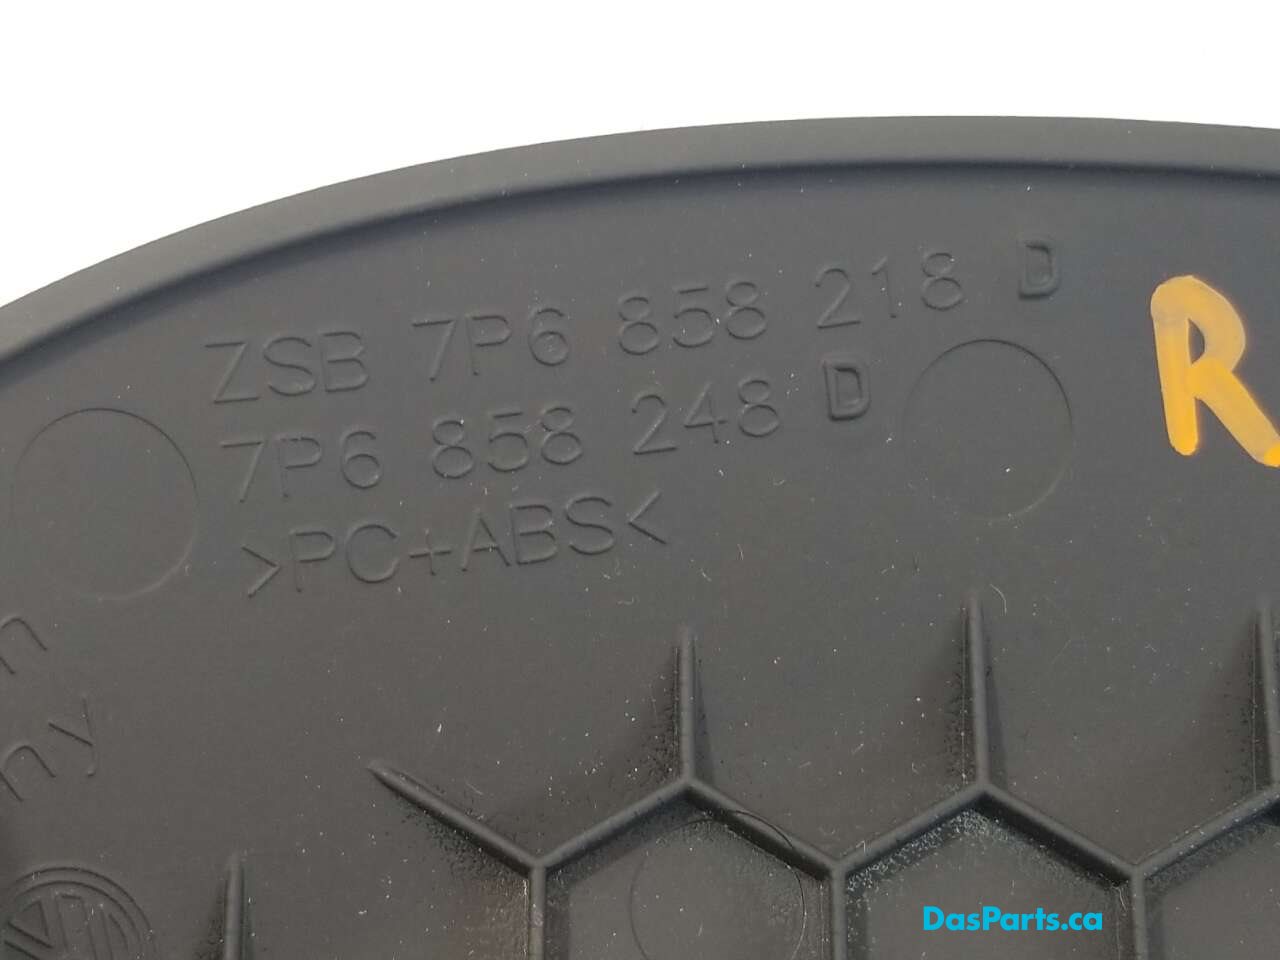 ZSB 7P6 858 218 D
7P6 858 248 D
>PC+ABS<
R
DasParts.ca